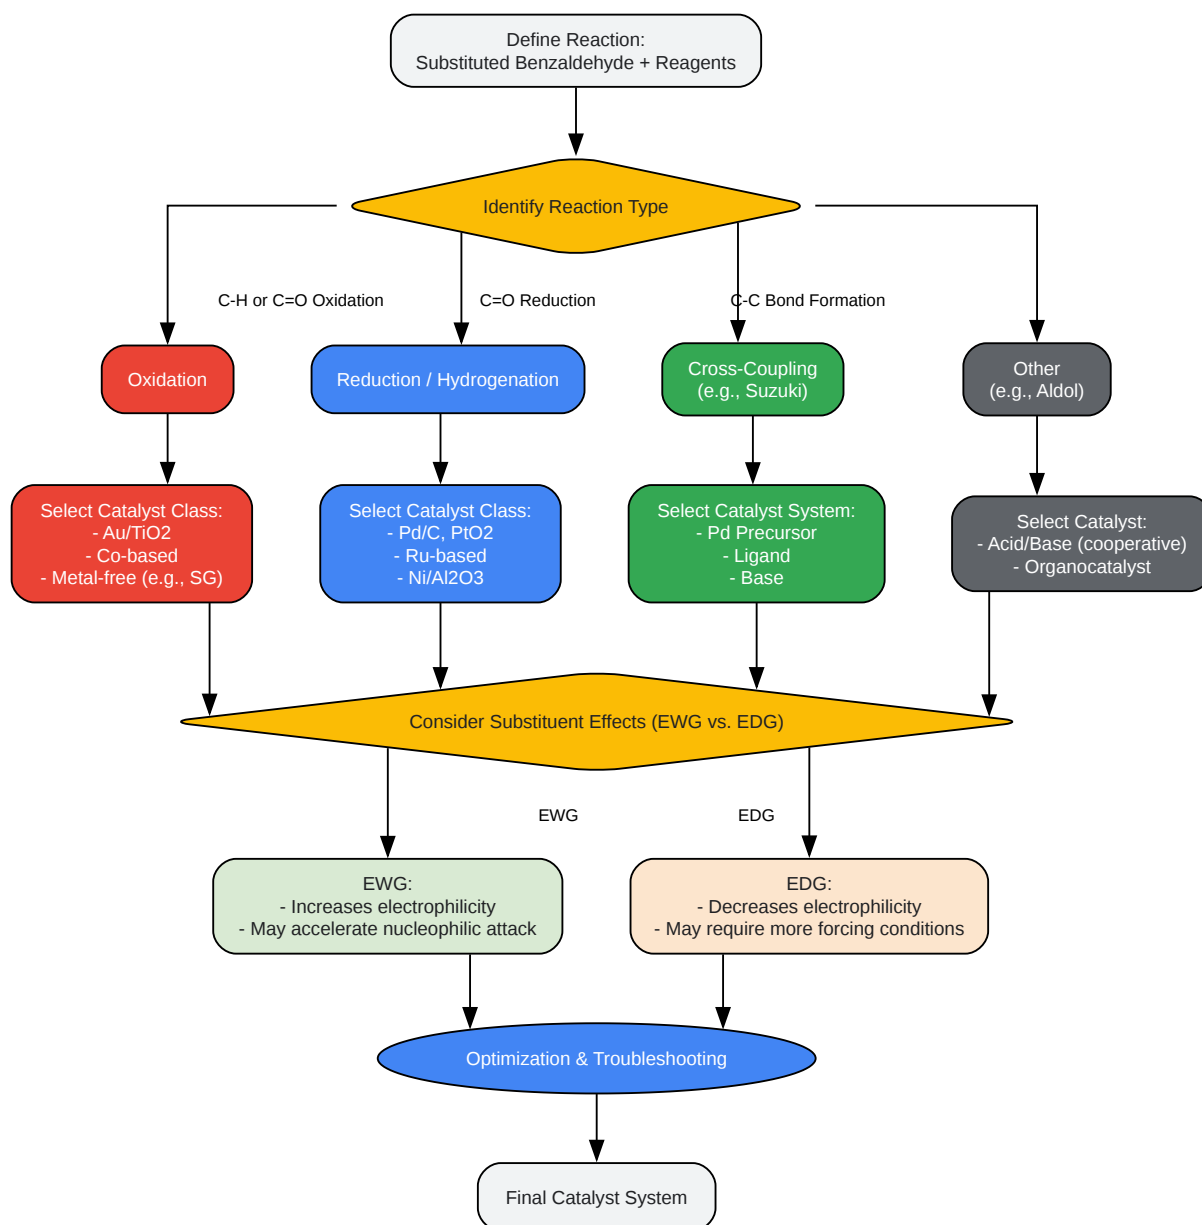 Define Reaction:
Substituted Benzaldehyde + Reagents
Identify Reaction Type
C-H or C=O Oxidation
C=O Reduction
C-C Bond Formation
Oxidation
Reduction / Hydrogenation
Cross-Coupling
(e.g., Suzuki)
Other
(e.g., Aldol)
Select Catalyst Class:
- Au/TiO2
- Co-based
- Metal-free (e.g., SG)
Select Catalyst Class:
- Pd/C, PtO2
- Ru-based
- Ni/Al2O3
Select Catalyst System:
- Pd Precursor
- Ligand
- Base
Select Catalyst:
- Acid/Base (cooperative)
- Organocatalyst
Consider Substituent Effects (EWG vs. EDG)
EWG
EDG
EWG:
- Increases electrophilicity
- May accelerate nucleophilic attack
EDG:
- Decreases electrophilicity
- May require more forcing conditions
Optimization & Troubleshooting
Final Catalyst System